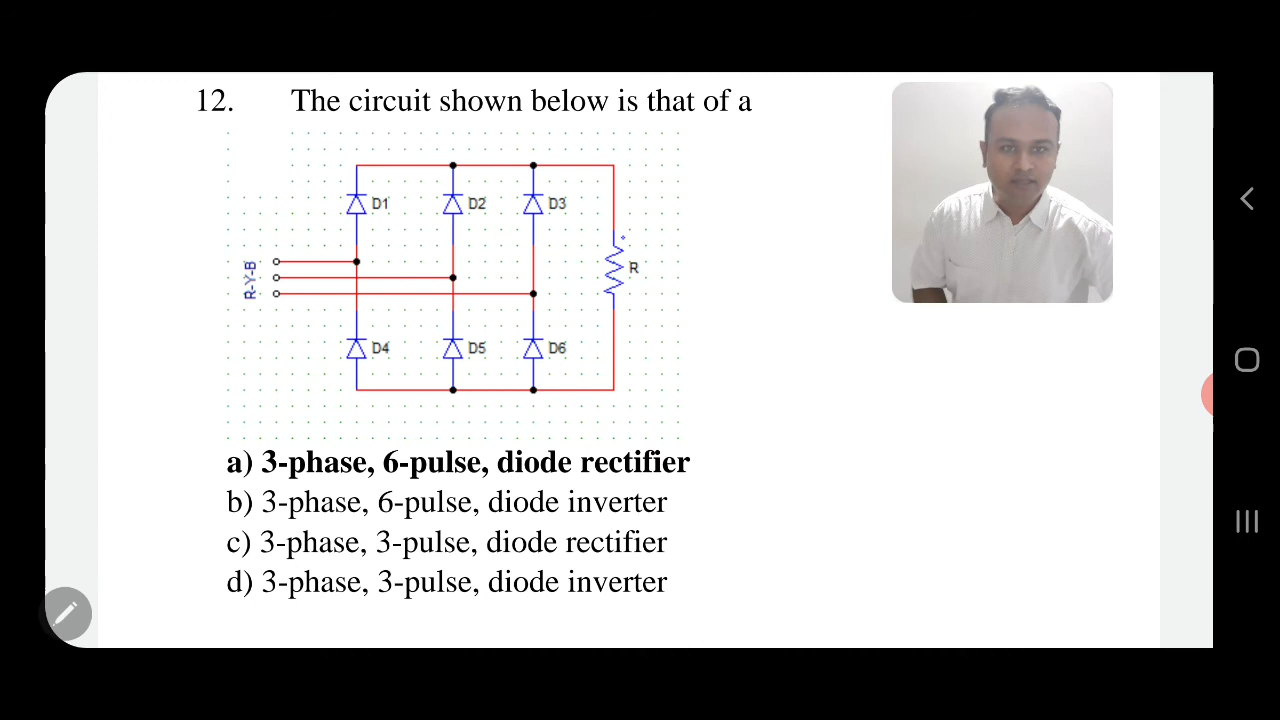 12. The circuit shown below is that of a
D1 D2 D3
R-Y-B
R
D4 D5 D6
a) 3-phase, 6-pulse, diode rectifier
b) 3-phase, 6-pulse, diode inverter
c) 3-phase, 3-pulse, diode rectifier
d) 3-phase, 3-pulse, diode inverter